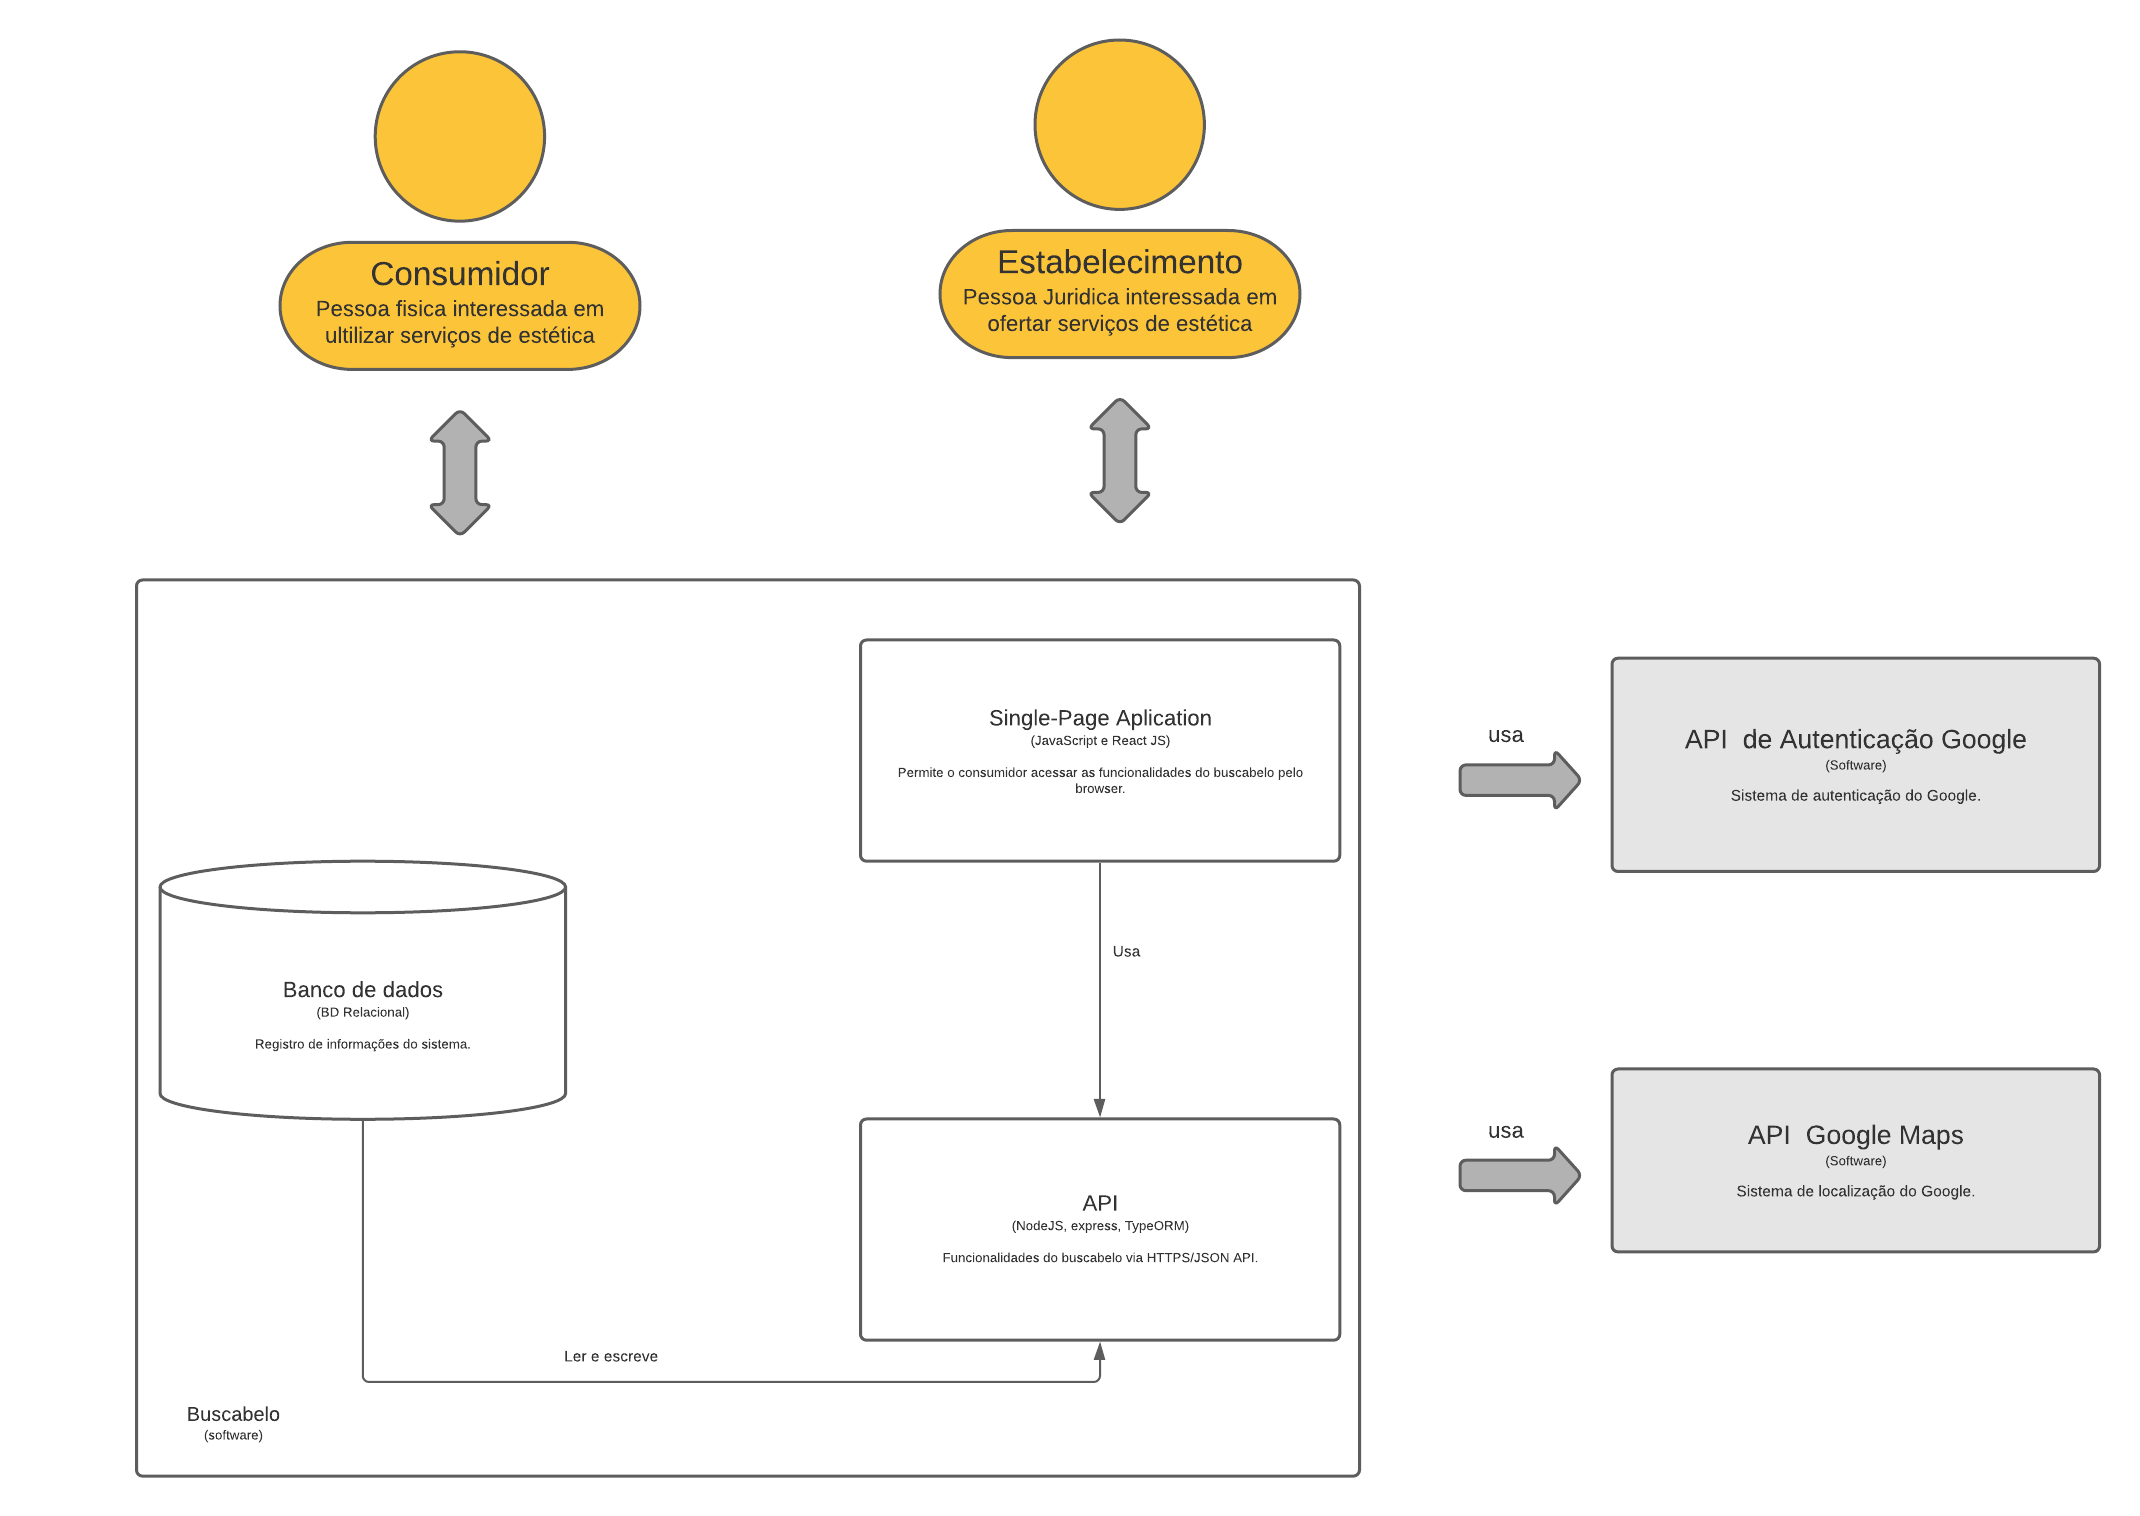 Consumidor
Pessoa fisica interessada em
ultilizar serviços de estética
Estabelecimento
Pessoa Juridica interessada em
ofertar serviços de estética
Single-Page Aplication
(JavaScript e React JS)
Permite o consumidor acessar as funcionalidades do buscabelo pelo
browser.
usa
API  de Autenticação Google
(Software)
Sistema de autenticação do Google.
Usa
Banco de dados
(BD Relacional)
Registro de informações do sistema.
usa
API  Google Maps
(Software)
Sistema de localização do Google.
API
(NodeJS, express, TypeORM)
Funcionalidades do buscabelo via HTTPS/JSON API.
Ler e escreve
Buscabelo
(software)